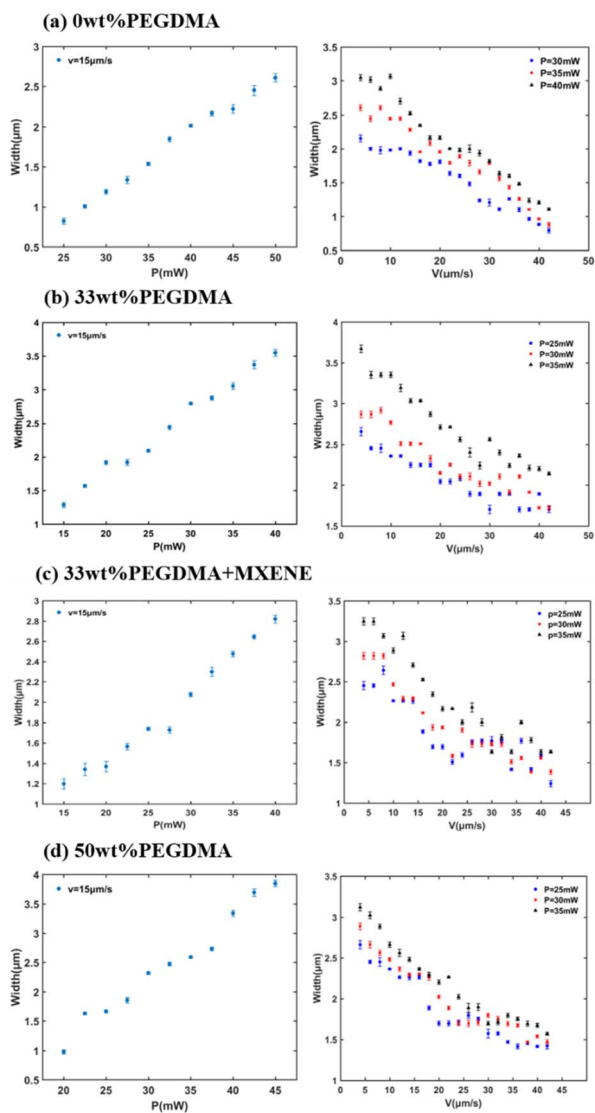 (a) 0wt%PEGDMA
v=15μm/s
Width(μm)
3
2.5
2
1.5
1
0.5
25 30 35 40 45 50
P(mW)
P=30mW
P=35mW
P=40mW
Width(μm)
3.5
3
2.5
2
1.5
1
0.5
0 10 20 30 40 50
V(μm/s)
(b) 33wt%PEGDMA
v=15μm/s
Width(μm)
4
3.5
3
2.5
2
1.5
1
15 20 25 30 35 40
P(mW)
P=25mW
P=30mW
P=35mW
Width(μm)
4
3.5
3
2.5
2
1.5
0 10 20 30 40 50
V(μm/s)
(c) 33wt%PEGDMA+MXENE
v=15μm/s
Width(μm)
3
2.8
2.6
2.4
2.2
2
1.8
1.6
1.4
1.2
1
15 20 25 30 35 40
P(mW)
p=25mW
p=30mW
p=35mW
Width(μm)
3.5
3
2.5
2
1.5
1
0 5 10 15 20 25 30 35 40 45
V(μm/s)
(d) 50wt%PEGDMA
v=15μm/s
Width(μm)
4
3.5
3
2.5
2
1.5
1
0.5
20 25 30 35 40 45
P(mW)
P=25mW
P=30mW
P=35mW
Width(μm)
3.5
3
2.5
2
1.5
1
0 5 10 15 20 25 30 35 40 45
V(μm/s)